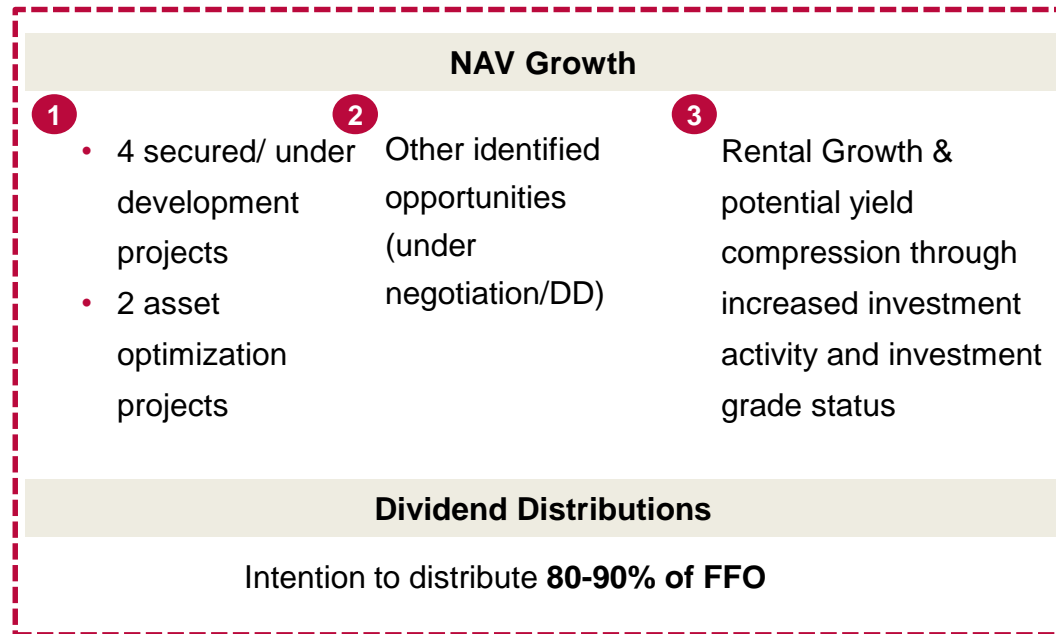 NAV Growth
1
• 4 secured/ under
development
projects
• 2 asset
optimization
projects
2
Other identified
opportunities
(under
negotiation/DD)
3
Rental Growth &
potential yield
compression through
increased investment
activity and investment
grade status
Dividend Distributions
Intention to distribute 80-90% of FFO